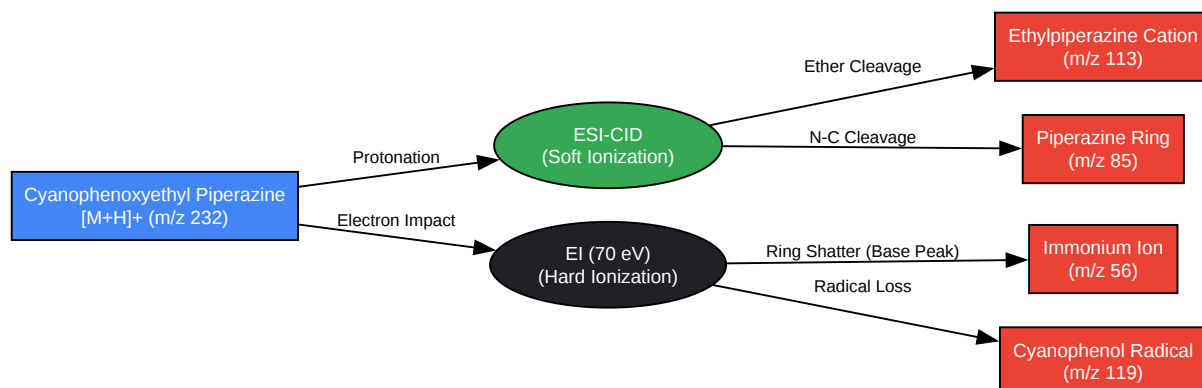 Cyanophenoxyethyl Piperazine
[M+H]+ (m/z 232)
Protonation
Electron Impact
ESI-CID
(Soft Ionization)
EI (70 eV)
(Hard Ionization)
Ether Cleavage
N-C Cleavage
Ring Shatter (Base Peak)
Radical Loss
Ethylpiperazine Cation
(m/z 113)
Piperazine Ring
(m/z 85)
Immonium Ion
(m/z 56)
Cyanophenol Radical
(m/z 119)